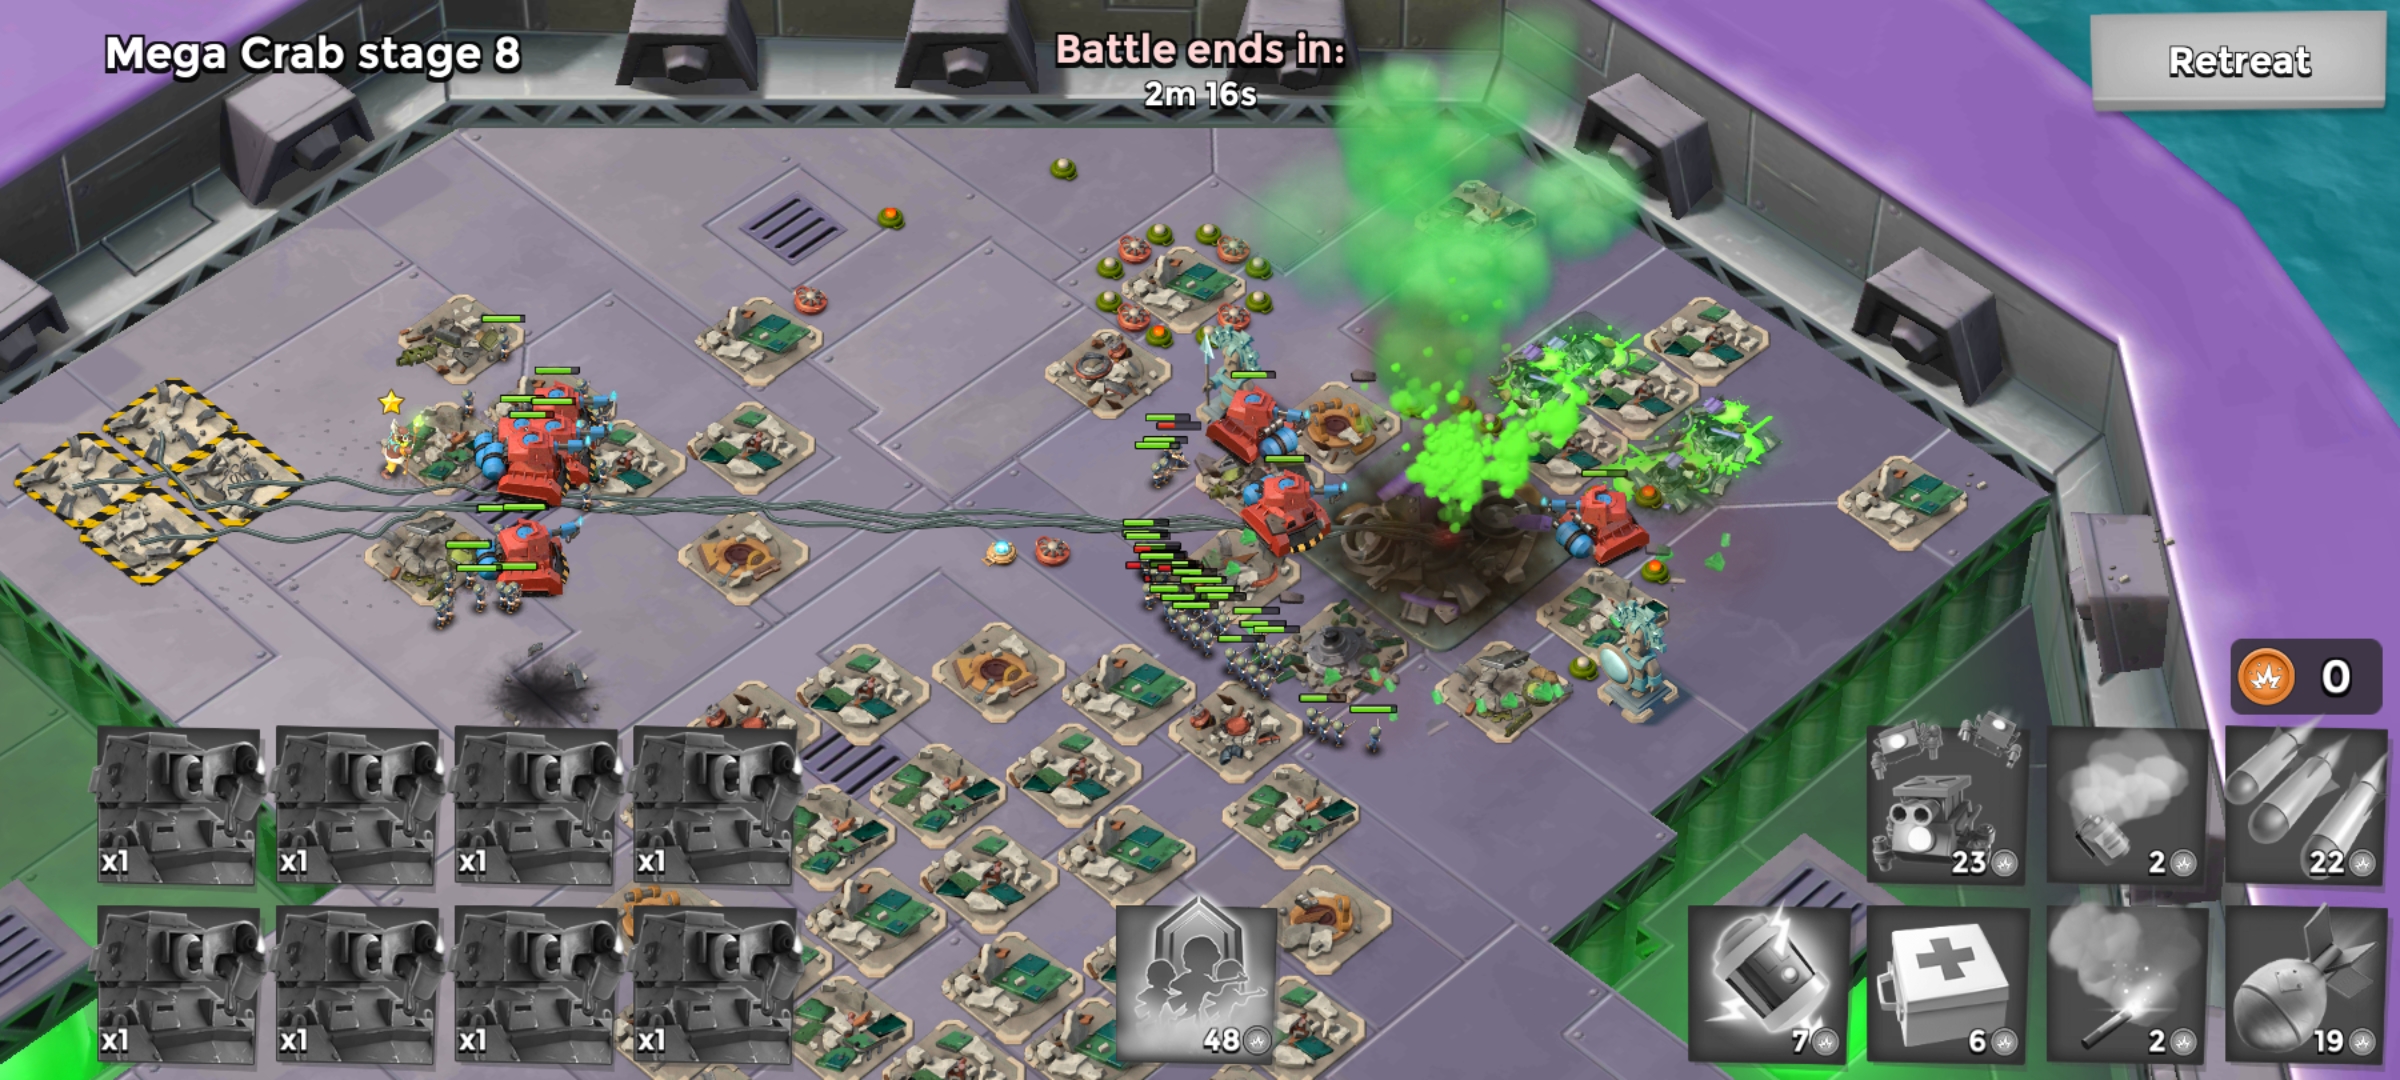 Mega Crab stage 8
Battle ends in:
2m 16s
Retreat
0
x1 x1 x1 x1
23 2 22
x1 x1 x1 x1
48 7 6 2 19